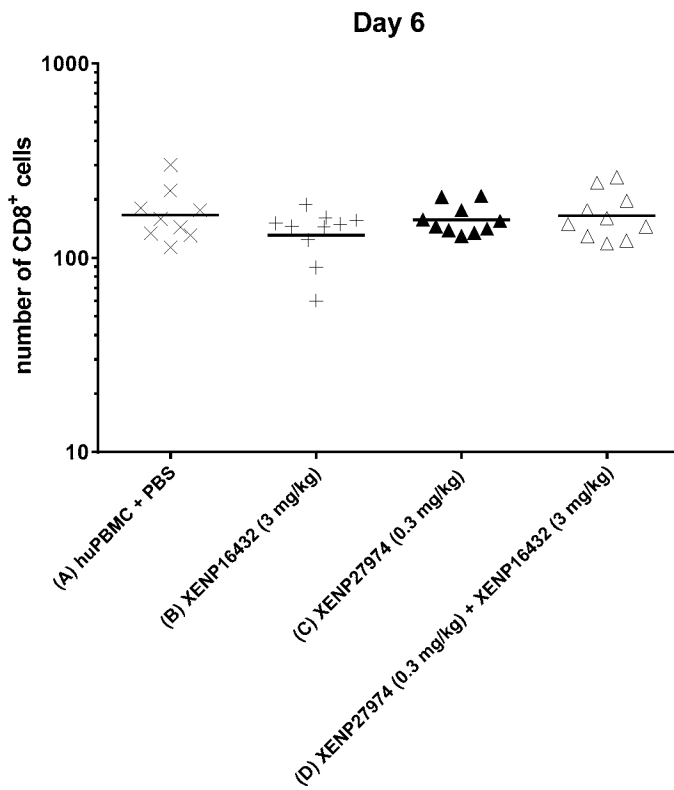 Day 6
number of CD8⁺ cells
1000
100
10
(A) huPBMC + PBS
(B) XENP16432 (3 mg/kg)
(C) XENP27974 (0.3 mg/kg)
(D) XENP27974 (0.3 mg/kg) + XENP16432 (3 mg/kg)